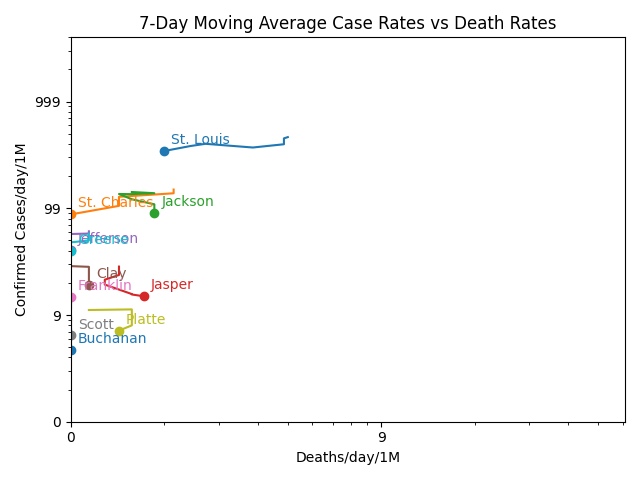 7-Day Moving Average Case Rates vs Death Rates
Confirmed Cases/day/1M
999
99
9
0
St. Louis
St. Charles
Jackson
Jefferson
Greene
Clay
Franklin
Jasper
Scott
Platte
Buchanan
0
9
Deaths/day/1M